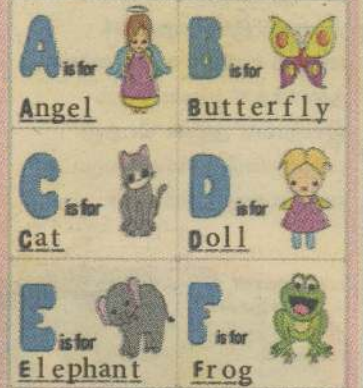 A is for
Angel
B is for
Butterfly
C is for
Cat
D is for
Doll
E is for
Elephant
F is for
Frog